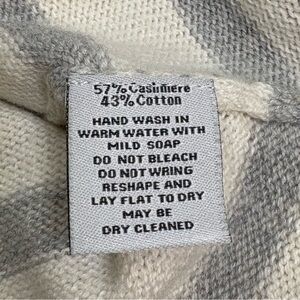 57% Cashmere
43% Cotton
HAND WASH IN
WARM WATER WITH
MILD SOAP
DO NOT BLEACH
DO NOT WRING
RESHAPE AND
LAY FLAT TO DRY
MAY BE
DRY CLEANED